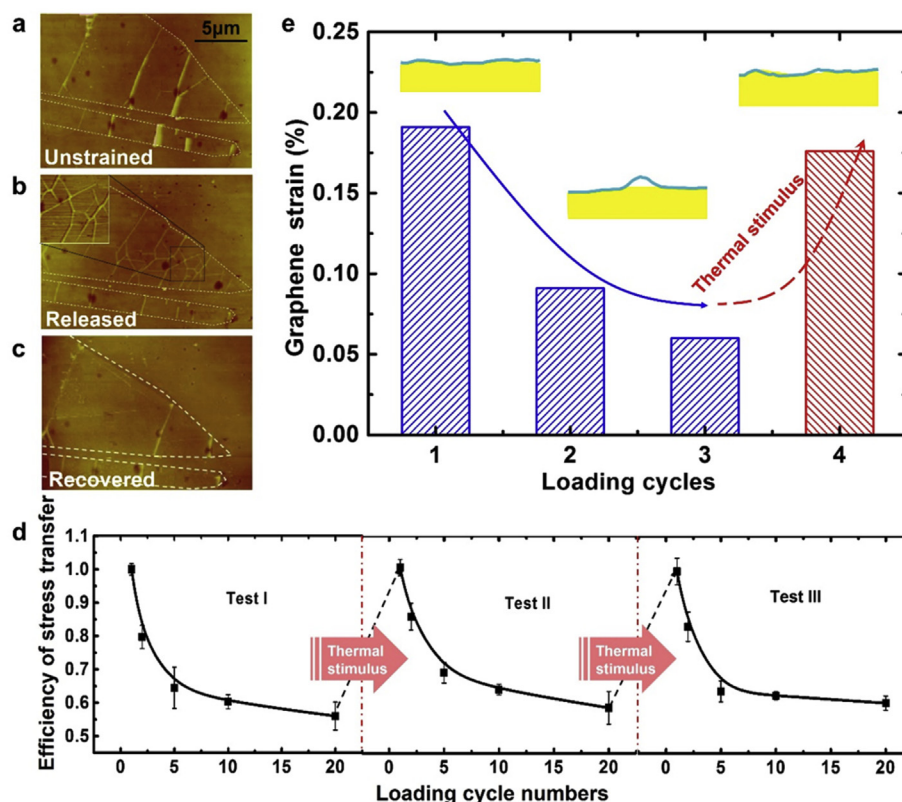 a
5μm
Unstrained
b
Released
c
Recovered
e
Graphene strain (%)
0.25
0.20
0.15
0.10
0.05
0.00
Thermal stimulus
1 2 3 4
Loading cycles
d
Efficiency of stress transfer
1.1
1.0
0.9
0.8
0.7
0.6
0.5
Test I
Thermal
stimulus
Test II
Thermal
stimulus
Test III
0 5 10 15 20 0 5 10 15 20 0 5 10 15 20
Loading cycle numbers